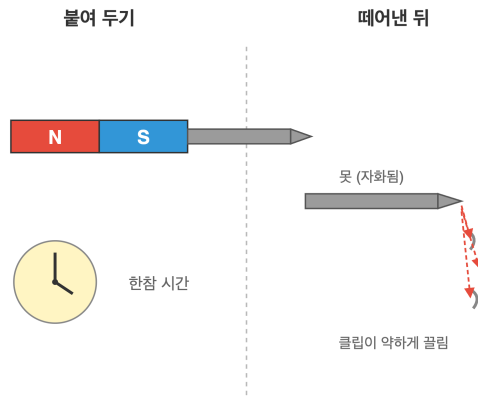 붙여 두기
떼어낸 뒤
N
S
못 (자화됨)
한참 시간
클립이 약하게 끌림